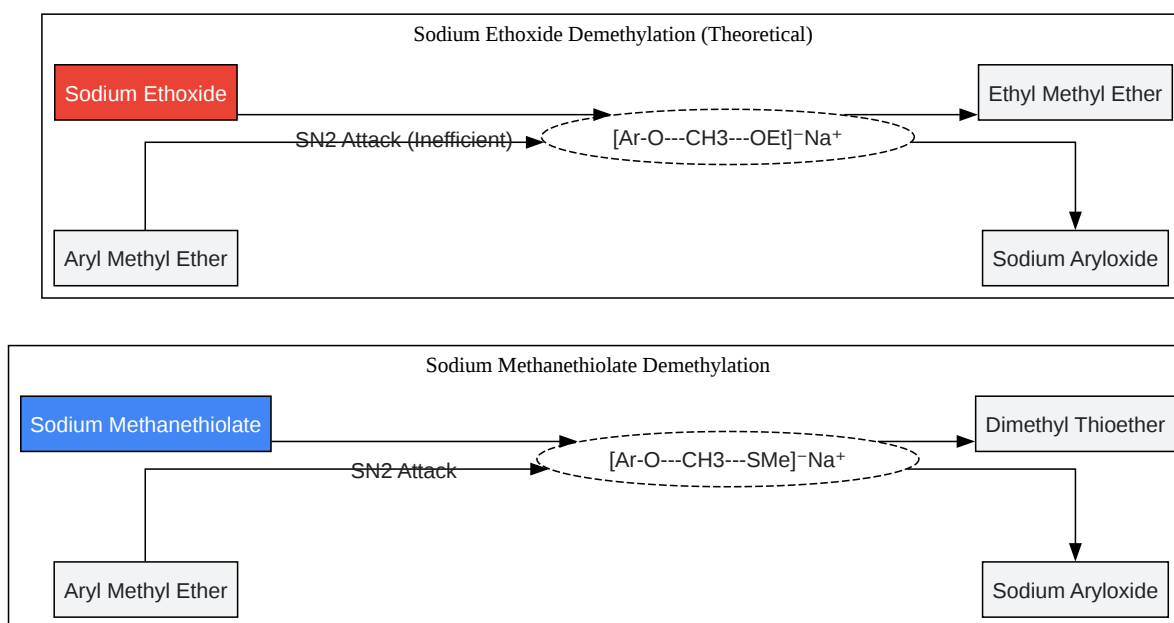 Sodium Ethoxide Demethylation (Theoretical)
Sodium Ethoxide
Ethyl Methyl Ether
SN2 Attack (Inefficient)
[Ar-O---CH3---OEt]⁻Na⁺
Aryl Methyl Ether
Sodium Aryloxide
Sodium Methanethiolate Demethylation
Sodium Methanethiolate
Dimethyl Thioether
SN2 Attack
[Ar-O---CH3---SMe]⁻Na⁺
Aryl Methyl Ether
Sodium Aryloxide